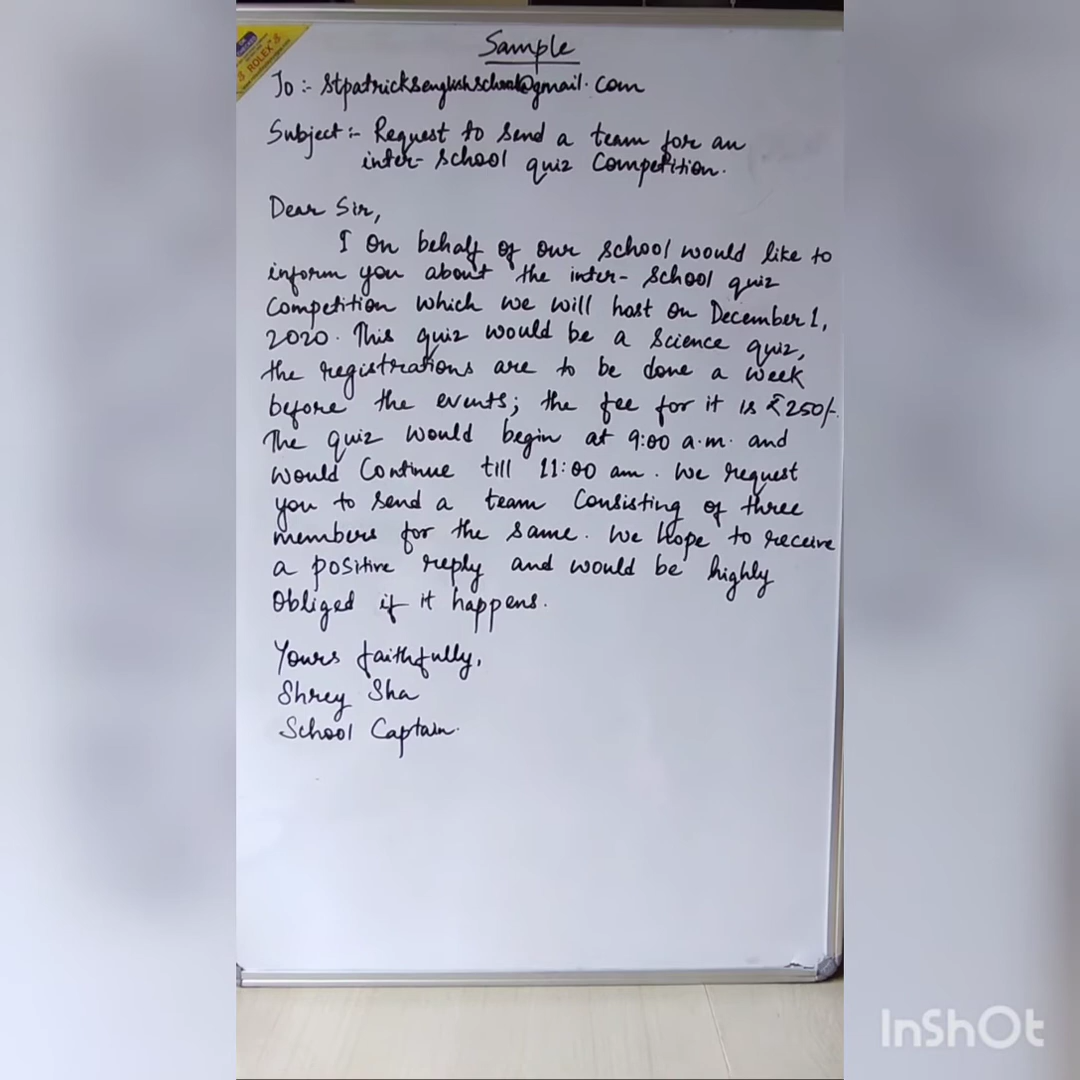 ROLEX
Sample
To :- stpatricksenglishschool@gmail.com
Subject :- Request to send a team for an
inter-school quiz Competition.
Dear Sir,
I on behalf of our school would like to
inform you about the inter-school quiz
Competition which we will host on December 1,
2020. This quiz would be a science quiz,
the registrations are to be done a week
before the events; the fee for it is ₹250/-.
The quiz would begin at 9:00 a.m. and
would continue till 11:00 am. We request
you to send a team consisting of three
members for the same. We hope to receive
a positive reply and would be highly
obliged if it happens.
Yours faithfully,
Shrey Sha
School Captain.
InShOt